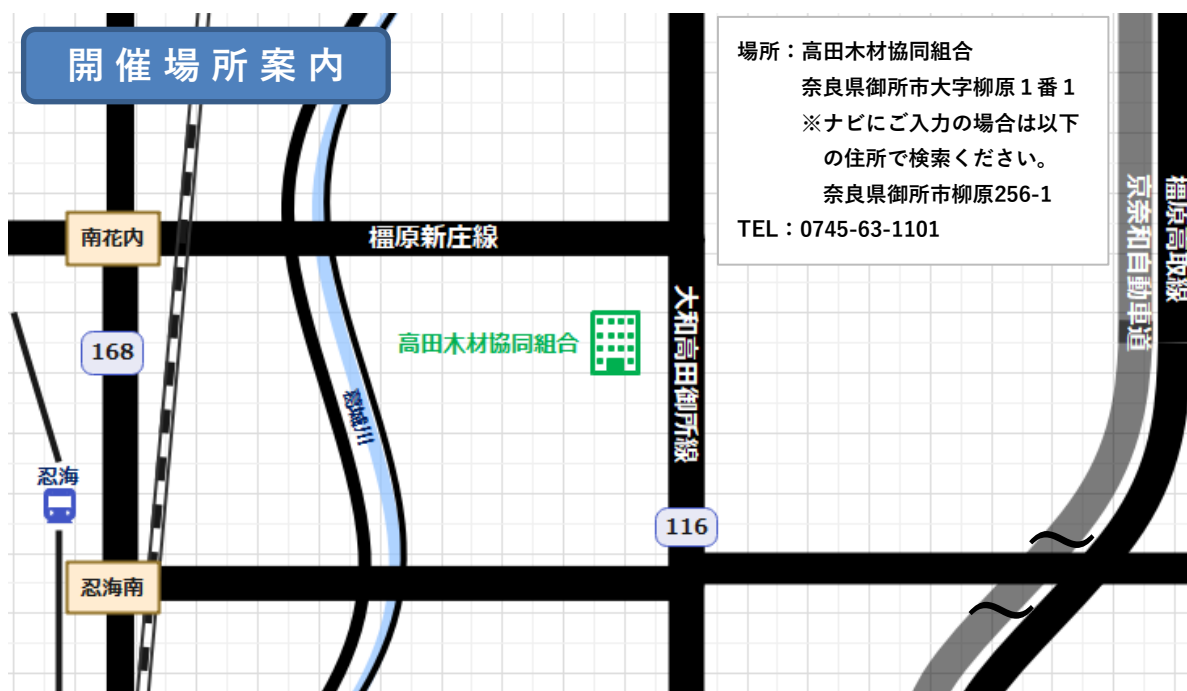 開催場所案内
場所：高田木材協同組合
奈良県御所市大字柳原１番１
※ナビにご入力の場合は以下
の住所で検索ください。
奈良県御所市柳原256-1
TEL：0745-63-1101
南花内
橿原新庄線
168
高田木材協同組合
大和高田御所線
京奈和自動車道
橿原高取線
葛城川
忍海
116
忍海南